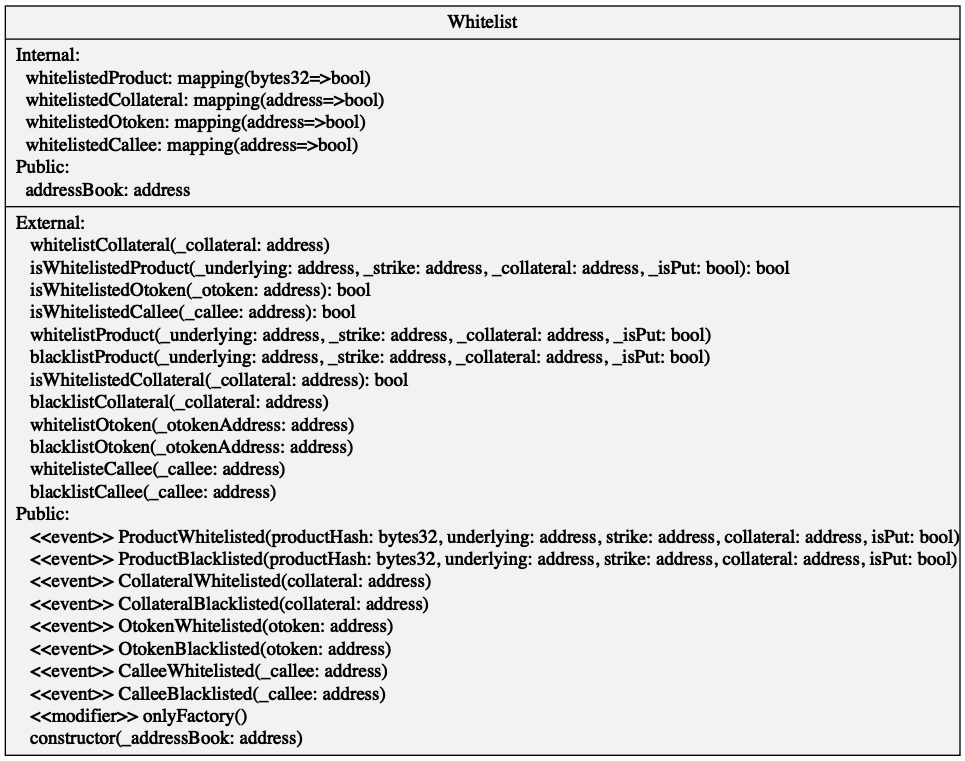 Whitelist
Internal:
whitelistedProduct: mapping(bytes32=>bool)
whitelistedCollateral: mapping(address=>bool)
whitelistedOtoken: mapping(address=>bool)
whitelistedCallee: mapping(address=>bool)
Public:
addressBook: address
External:
whitelistCollateral(_collateral: address)
isWhitelistedProduct(_underlying: address, _strike: address, _collateral: address, _isPut: bool): bool
isWhitelistedOtoken(_otoken: address): bool
isWhitelistedCallee(_callee: address): bool
whitelistProduct(_underlying: address, _strike: address, _collateral: address, _isPut: bool)
blacklistProduct(_underlying: address, _strike: address, _collateral: address, _isPut: bool)
isWhitelistedCollateral(_collateral: address): bool
blacklistCollateral(_collateral: address)
whitelistOtoken(_otokenAddress: address)
blacklistOtoken(_otokenAddress: address)
whitelisteCallee(_callee: address)
blacklistCallee(_callee: address)
Public:
<<event>> ProductWhitelisted(productHash: bytes32, underlying: address, strike: address, collateral: address, isPut: bool)
<<event>> ProductBlacklisted(productHash: bytes32, underlying: address, strike: address, collateral: address, isPut: bool)
<<event>> CollateralWhitelisted(collateral: address)
<<event>> CollateralBlacklisted(collateral: address)
<<event>> OtokenWhitelisted(otoken: address)
<<event>> OtokenBlacklisted(otoken: address)
<<event>> CalleeWhitelisted(_callee: address)
<<event>> CalleeBlacklisted(_callee: address)
<<modifier>> onlyFactory()
constructor(_addressBook: address)